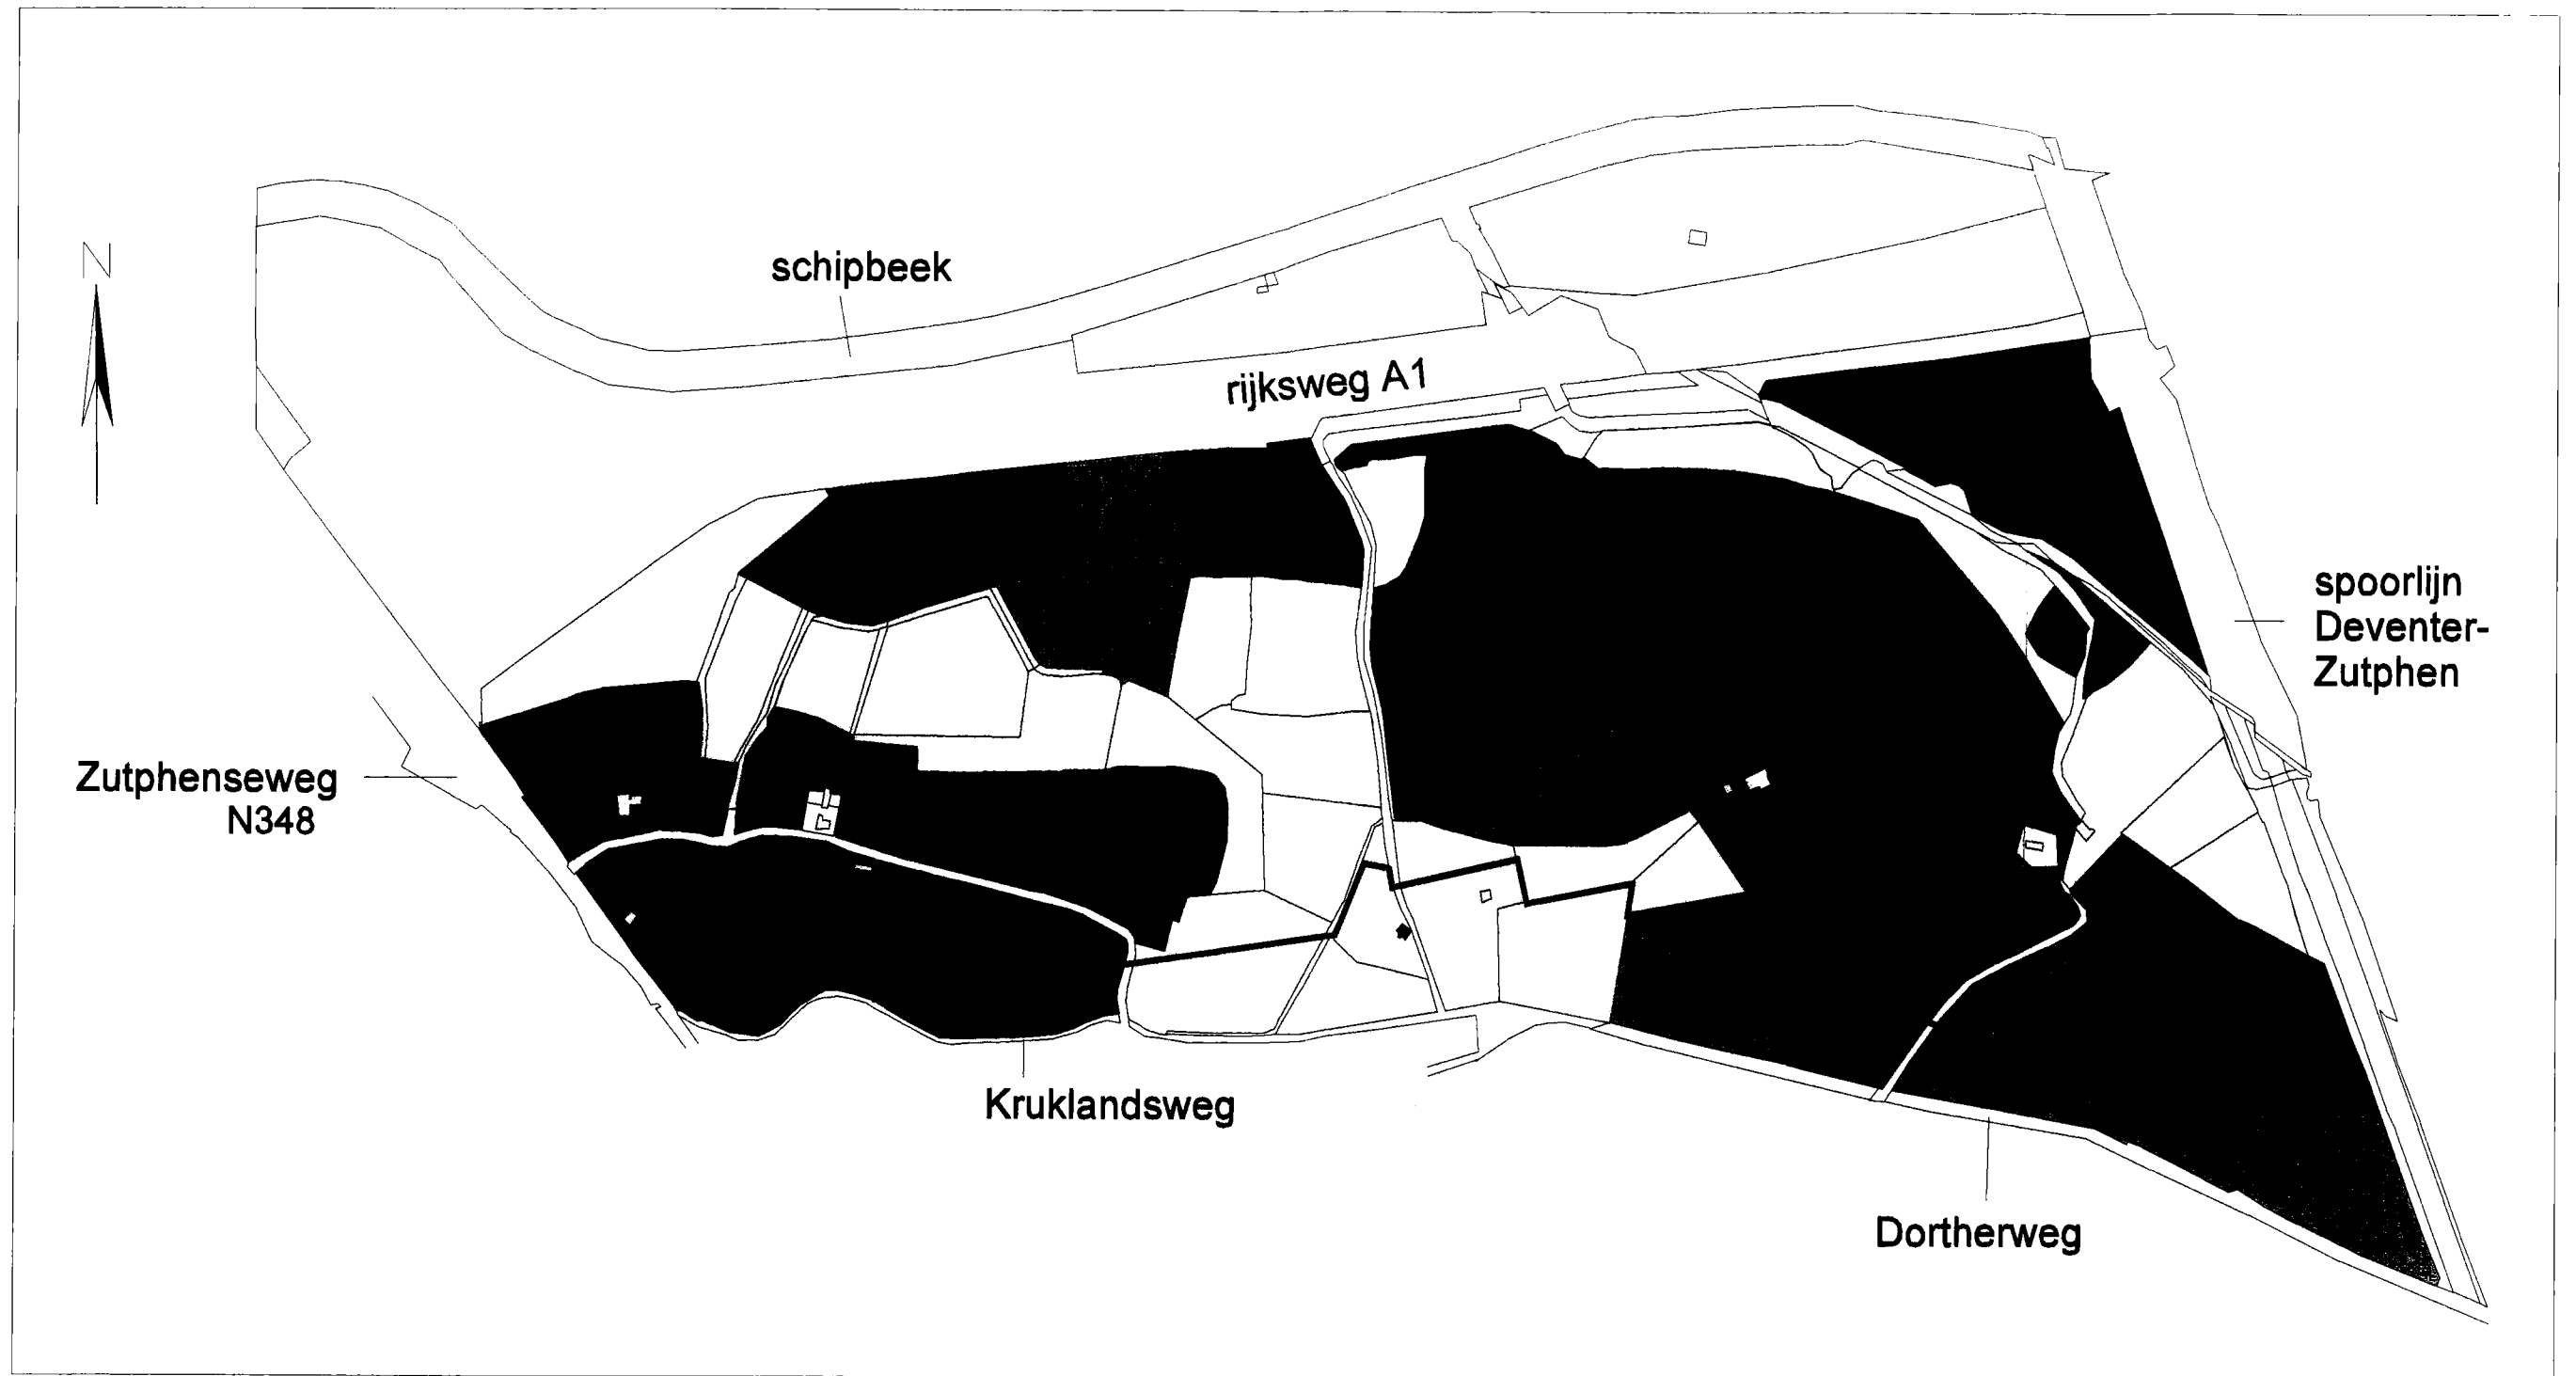 N
schipbeek
rijksweg A1
spoorlijn
Deventer-
Zutphen
Zutphenseweg
N348
Kruklandsweg
Dortherweg